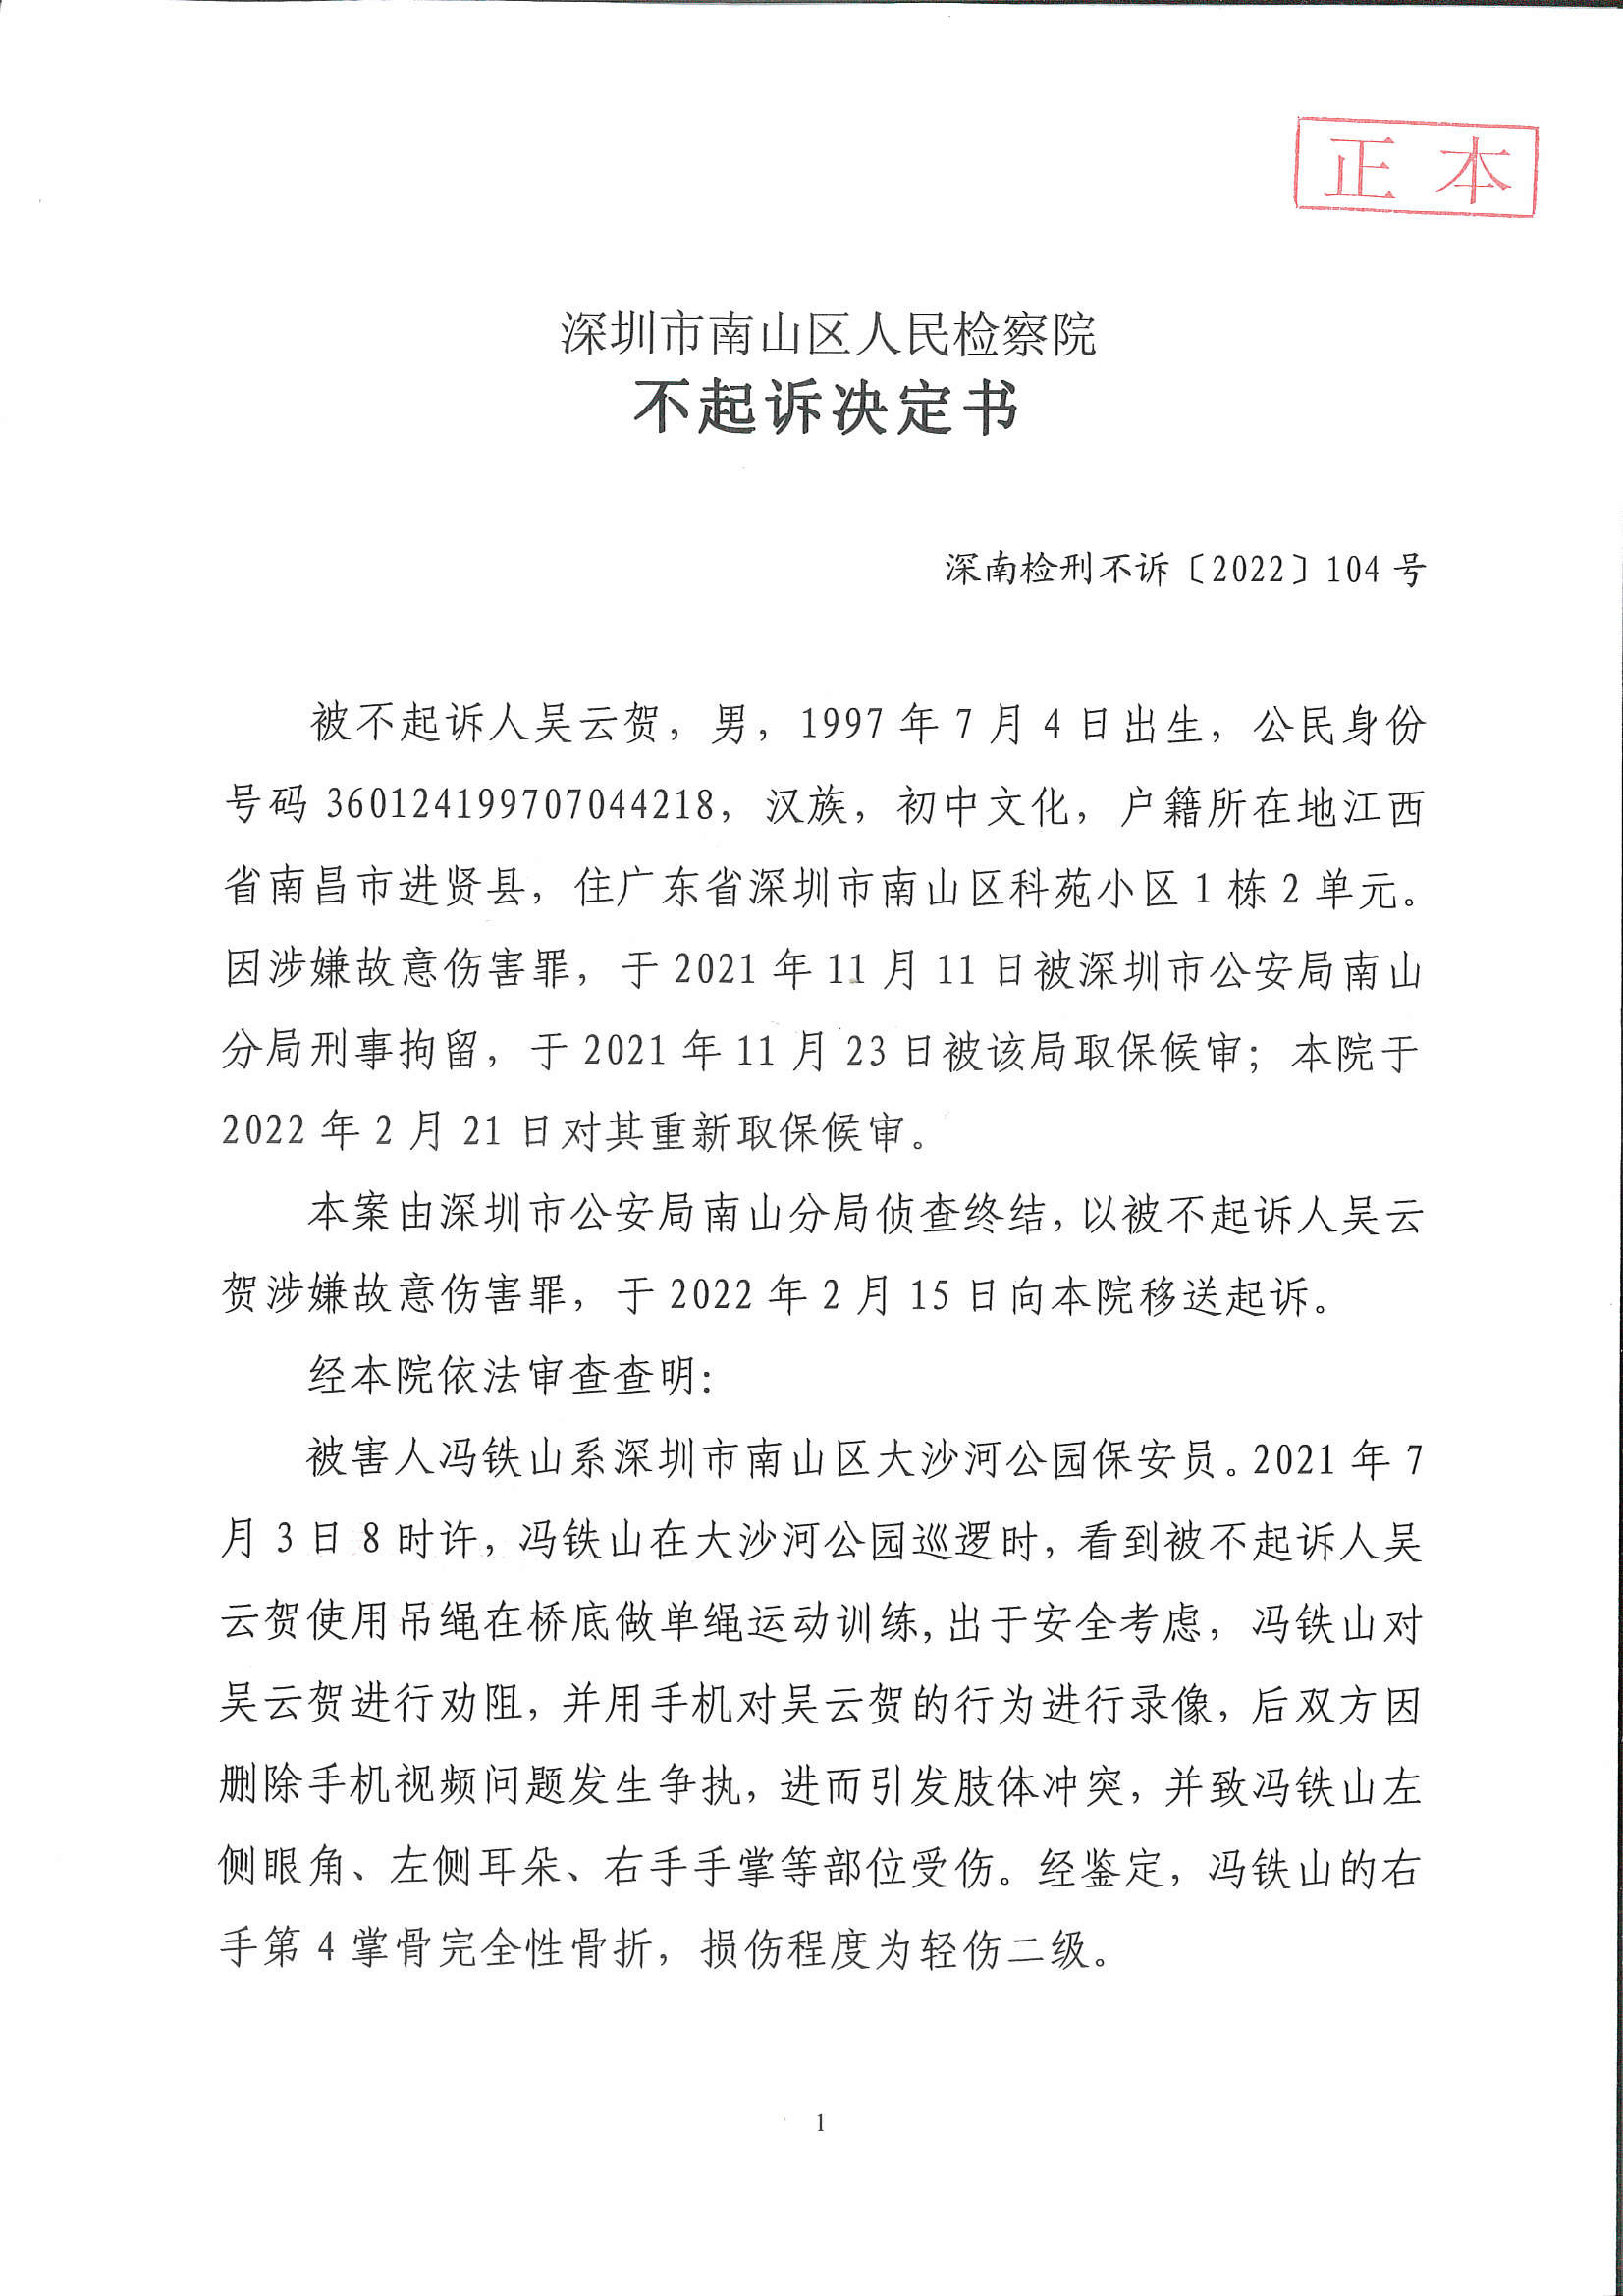 正 本
深圳市南山区人民检察院
不起诉决定书
深南检刑不诉〔2022〕104号
被不起诉人吴云贺，男，1997年7月4日出生，公民身份
号码360124199707044218，汉族，初中文化，户籍所在地江西
省南昌市进贤县，住广东省深圳市南山区科苑小区1栋2单元。
因涉嫌故意伤害罪，于2021年11月11日被深圳市公安局南山
分局刑事拘留，于2021年11月23日被该局取保候审；本院于
2022年2月21日对其重新取保候审。
本案由深圳市公安局南山分局侦查终结，以被不起诉人吴云
贺涉嫌故意伤害罪，于2022年2月15日向本院移送起诉。
经本院依法审查查明：
被害人冯铁山系深圳市南山区大沙河公园保安员。2021年7
月3日8时许，冯铁山在大沙河公园巡逻时，看到被不起诉人吴
云贺使用吊绳在桥底做单绳运动训练，出于安全考虑，冯铁山对
吴云贺进行劝阻，并用手机对吴云贺的行为进行录像，后双方因
删除手机视频问题发生争执，进而引发肢体冲突，并致冯铁山左
侧眼角、左侧耳朵、右手手掌等部位受伤。经鉴定，冯铁山的右
手第4掌骨完全性骨折，损伤程度为轻伤二级。
1